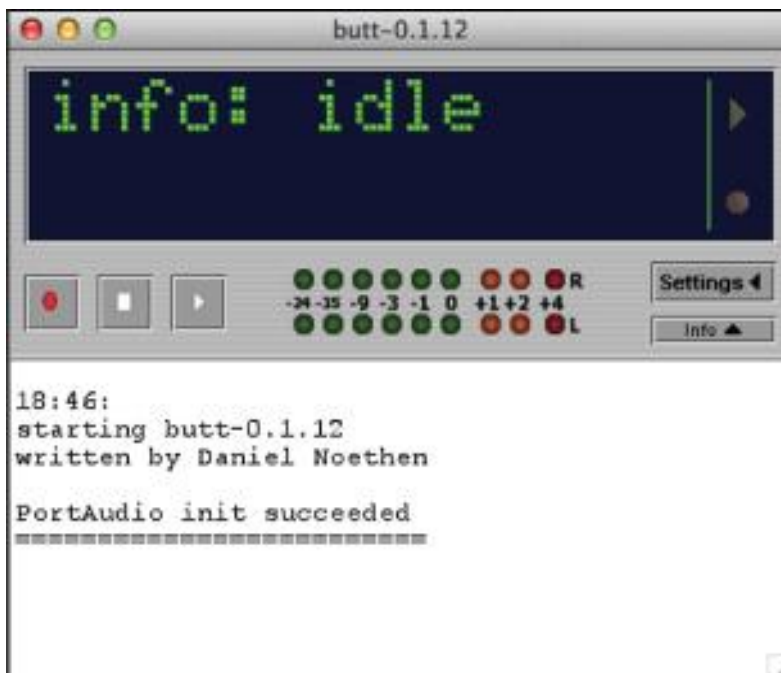 butt-0.1.12
info: idle
R
Settings
-24 -15 -9 -3 -1 0 +1 +2 +4
L
Info
18:46:
starting butt-0.1.12
written by Daniel Noethen
PortAudio init succeeded
=========================